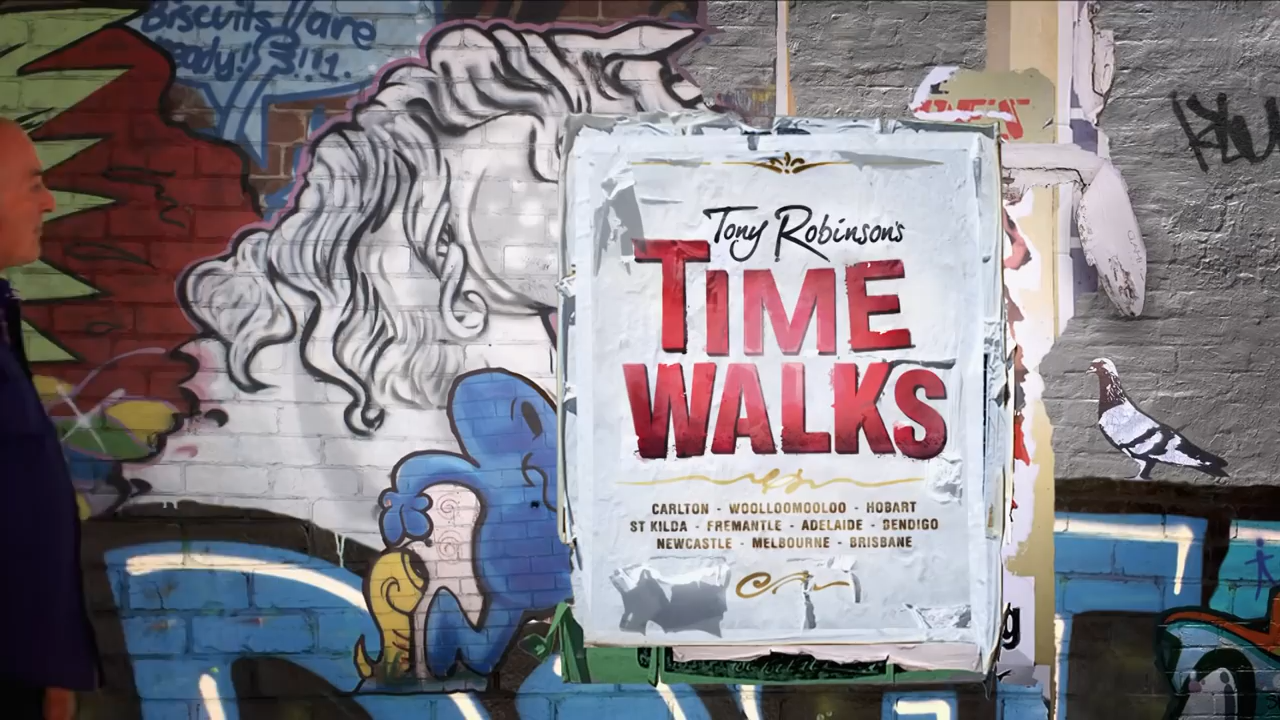 Biscuits are
ready! 3!!!.
Tony Robinson's
TIME
WALKS
CARLTON - WOOLLOOMOOLOO - HOBART
ST KILDA - FREMANTLE - ADELAIDE - BENDIGO
NEWCASTLE - MELBOURNE - BRISBANE